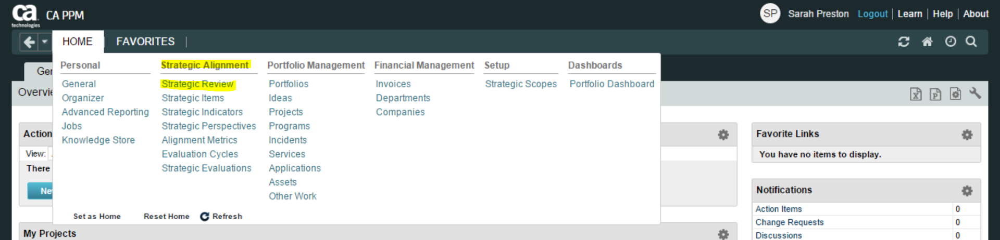 ca
technologies
CA PPM
SP Sarah Preston Logout | Learn | Help | About
HOME FAVORITES
Personal
General
Organizer
Advanced Reporting
Jobs
Knowledge Store
Strategic Alignment
Strategic Review
Strategic Items
Strategic Indicators
Strategic Perspectives
Alignment Metrics
Evaluation Cycles
Strategic Evaluations
Portfolio Management
Portfolios
Ideas
Projects
Programs
Incidents
Services
Applications
Assets
Other Work
Financial Management
Invoices
Departments
Companies
Setup
Strategic Scopes
Dashboards
Portfolio Dashboard
Set as Home Reset Home Refresh
Ger
Overvie
Action
View:
There
Ne
My Projects
Favorite Links
You have no items to display.
Notifications
Action Items 0
Change Requests 0
Discussions 0